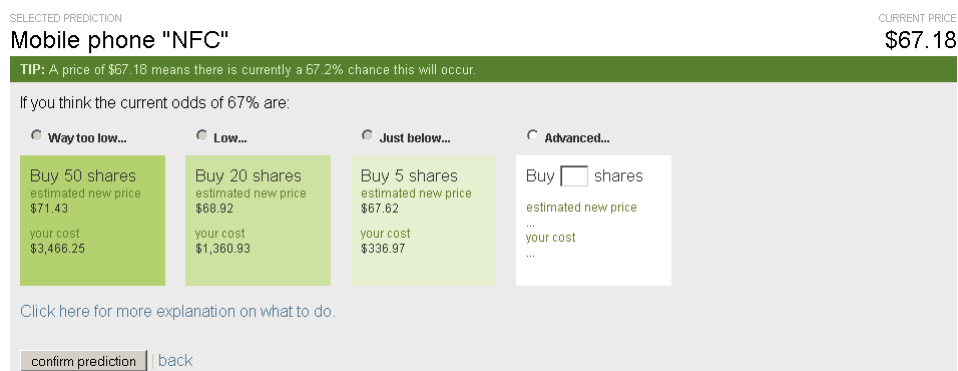 SELECTED PREDICTION
CURRENT PRICE
Mobile phone "NFC"
$67.18
TIP: A price of $67.18 means there is currently a 67.2% chance this will occur.
If you think the current odds of 67% are:
Way too low...
Low...
Just below...
Advanced...
Buy 50 shares
estimated new price
$71.43
your cost
$3,466.25
Buy 20 shares
estimated new price
$68.92
your cost
$1,360.93
Buy 5 shares
estimated new price
$67.62
your cost
$336.97
Buy shares
estimated new price
...
your cost
...
Click here for more explanation on what to do.
confirm prediction | back